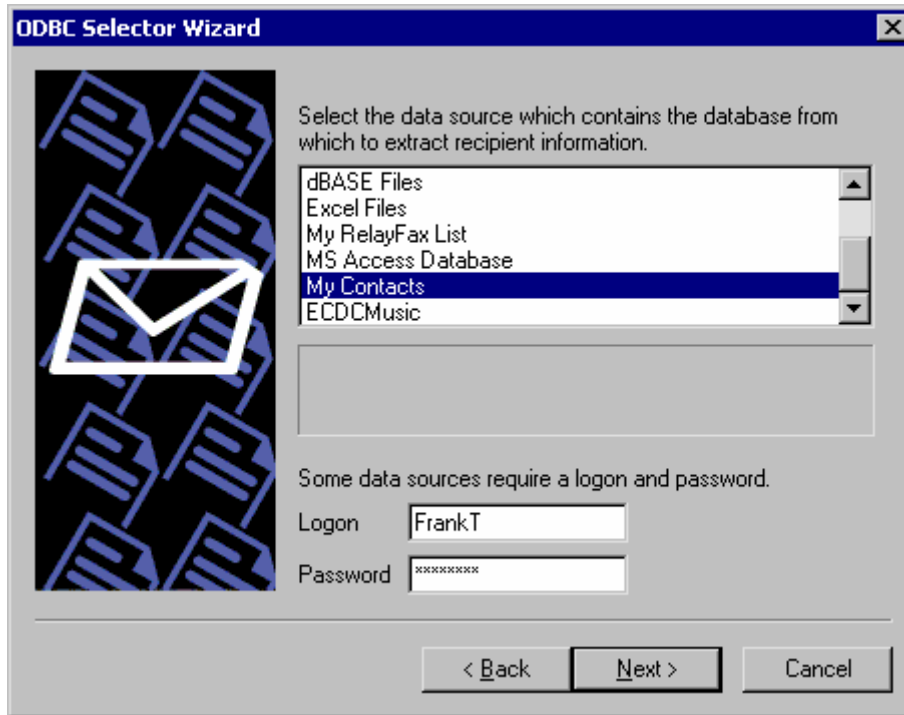 ODBC Selector Wizard
Select the data source which contains the database from
which to extract recipient information.
dBASE Files
Excel Files
My RelayFax List
MS Access Database
My Contacts
ECDCMusic
Some data sources require a logon and password.
Logon FrankT
Password ********
< Back Next > Cancel